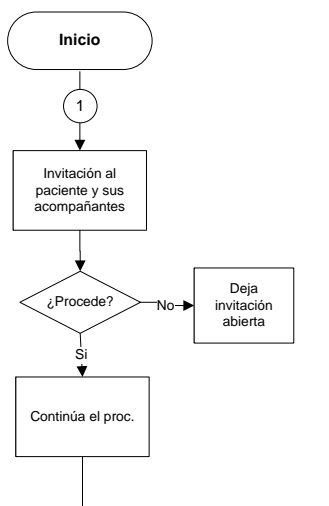 Inicio
1
Invitación al
paciente y sus
acompañantes
¿Procede?
No
Deja
invitación
abierta
Si
Continúa el proc.